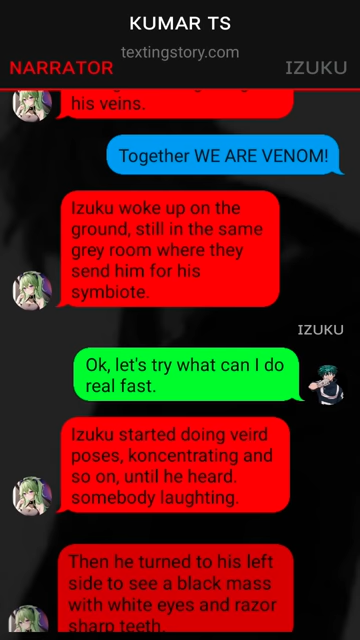 KUMAR TS
textingstory.com
NARRATOR
IZUKU
his veins.
Together WE ARE VENOM!
Izuku woke up on the
ground, still in the same
grey room where they
send him for his
symbiote.
IZUKU
Ok, let's try what can I do
real fast.
Izuku started doing veird
poses, koncentrating and
so on, until he heard.
somebody laughting.
Then he turned to his left
side to see a black mass
with white eyes and razor
sharp teeth.